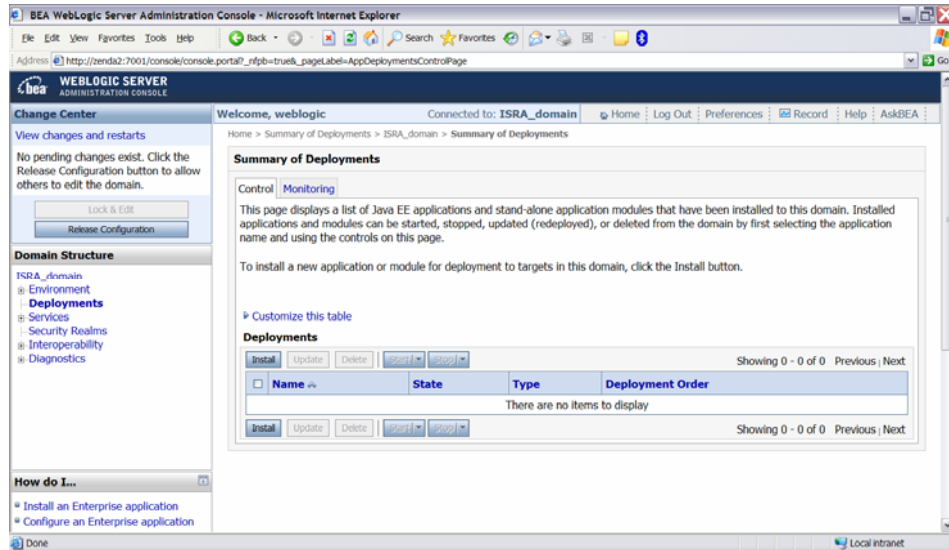 BEA WebLogic Server Administration Console - Microsoft Internet Explorer
File Edit View Favorites Tools Help
Back Search Favorites
Address http://zenda2:7001/console/console.portal?_nfpb=true&_pageLabel=AppDeploymentsControlPage Go
bea WEBLOGIC SERVER
ADMINISTRATION CONSOLE
Change Center
View changes and restarts
No pending changes exist. Click the
Release Configuration button to allow
others to edit the domain.
Lock & Edit
Release Configuration
Domain Structure
ISRA_domain
Environment
Deployments
Services
Security Realms
Interoperability
Diagnostics
How do I...
Install an Enterprise application
Configure an Enterprise application
Welcome, weblogic Connected to: ISRA_domain Home Log Out Preferences Record Help AskBEA
Home > Summary of Deployments > ISRA_domain > Summary of Deployments
Summary of Deployments
Control Monitoring
This page displays a list of Java EE applications and stand-alone application modules that have been installed to this domain. Installed
applications and modules can be started, stopped, updated (redeployed), or deleted from the domain by first selecting the application
name and using the controls on this page.
To install a new application or module for deployment to targets in this domain, click the Install button.
Customize this table
Deployments
Install Update Delete Start Stop Showing 0 - 0 of 0 Previous | Next
Name State Type Deployment Order
There are no items to display
Install Update Delete Start Stop Showing 0 - 0 of 0 Previous | Next
Done Local intranet